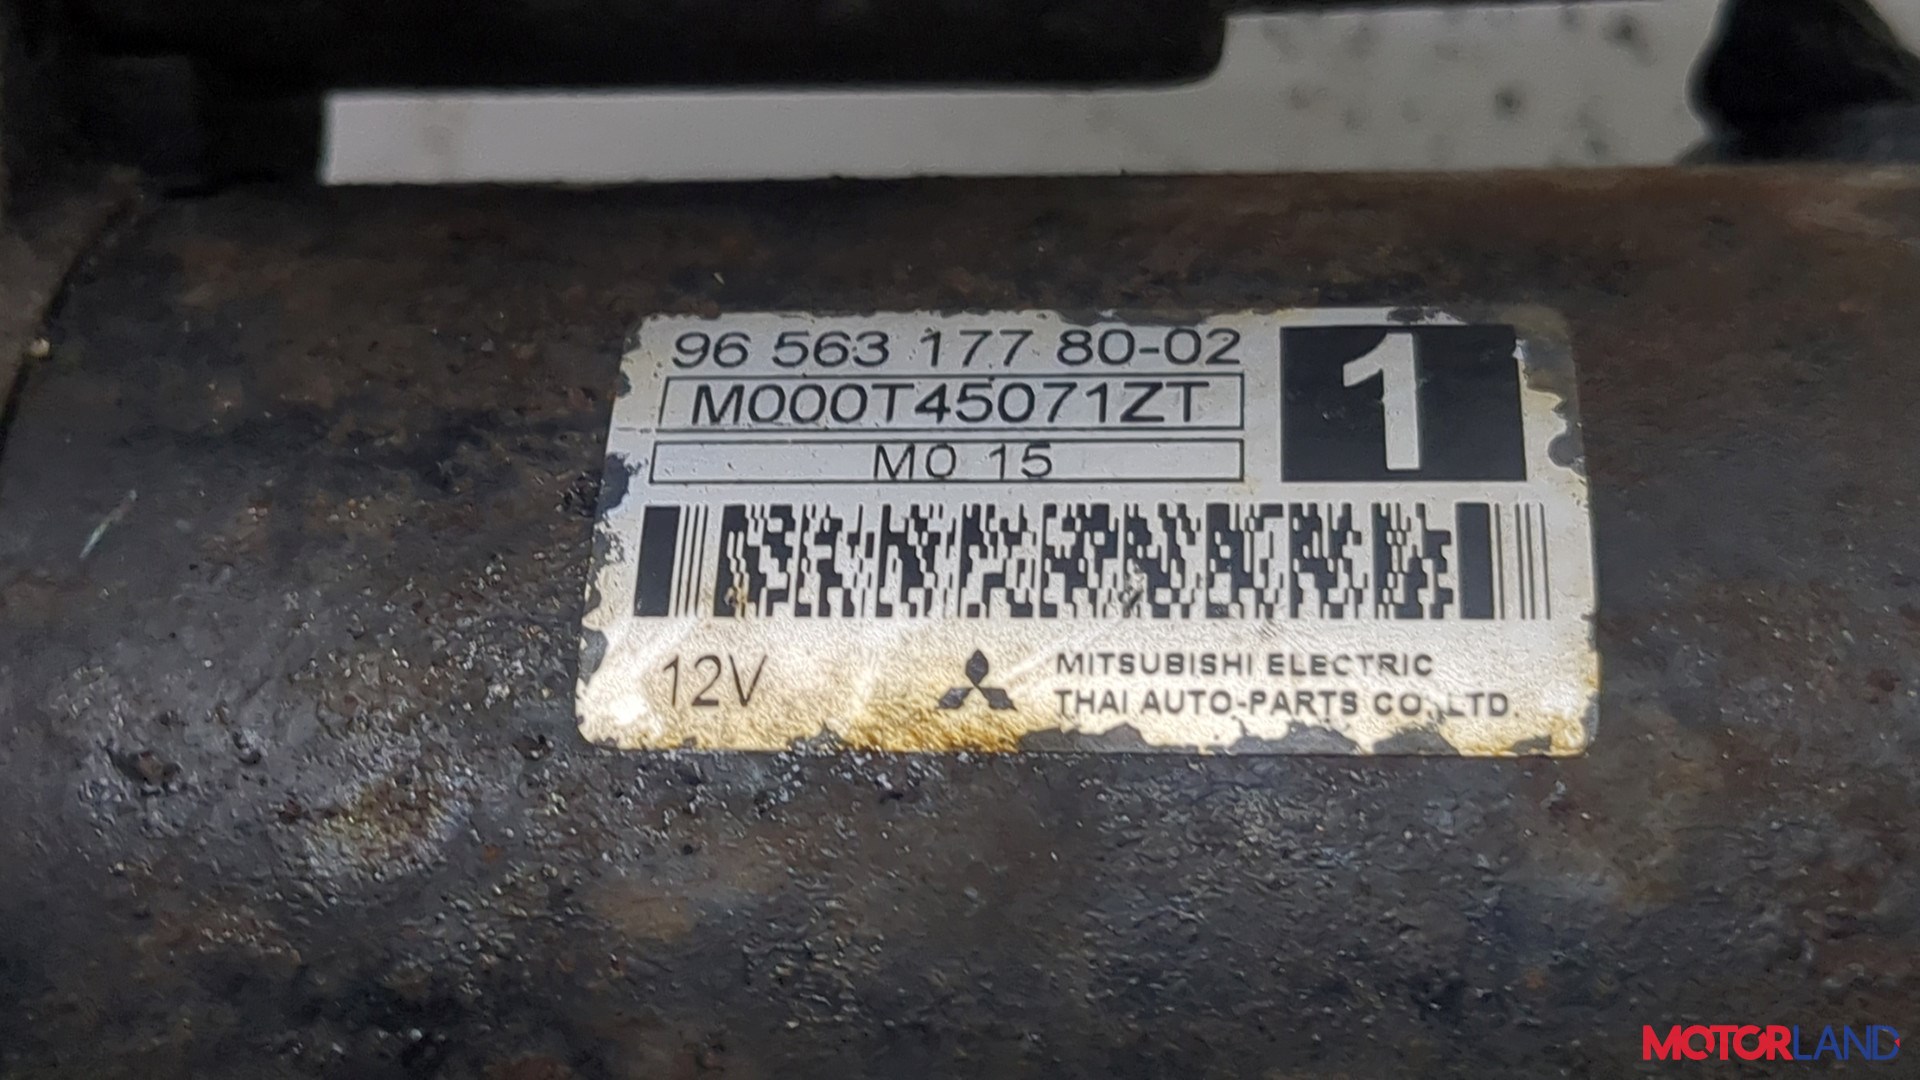 96 563 177 80-02
1
M000T45071ZT
M0 15
12V
MITSUBISHI ELECTRIC
THAI AUTO-PARTS CO.,LTD.
MOTORLAND